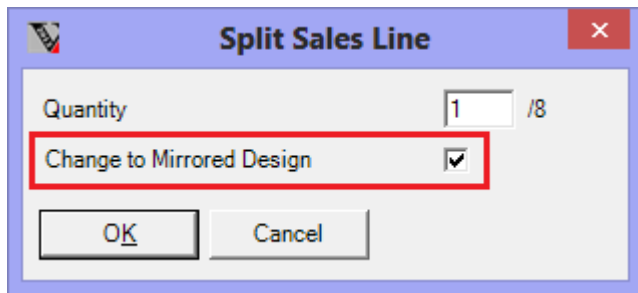 Split Sales Line
Quantity 1 /8
Change to Mirrored Design
OK Cancel